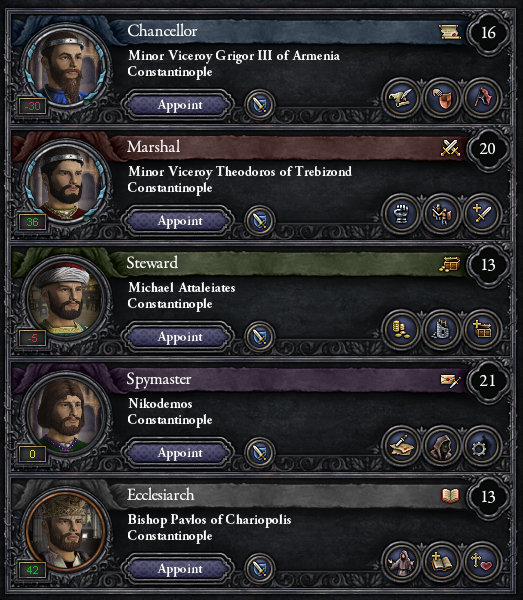 Chancellor
16
Minor Viceroy Grigor III of Armenia
Constantinople
-30
Appoint
Marshal
20
Minor Viceroy Theodoros of Trebizond
Constantinople
36
Appoint
Steward
13
Michael Attaleiates
Constantinople
-5
Appoint
Spymaster
21
Nikodemos
Constantinople
0
Appoint
Ecclesiarch
13
Bishop Pavlos of Chariopolis
Constantinople
42
Appoint